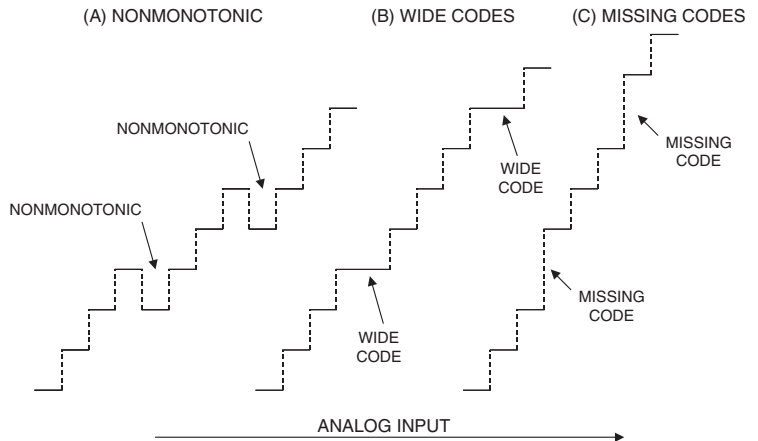 (A) NONMONOTONIC
(B) WIDE CODES
(C) MISSING CODES
NONMONOTONIC
NONMONOTONIC
WIDE
CODE
WIDE
CODE
MISSING
CODE
MISSING
CODE
ANALOG INPUT